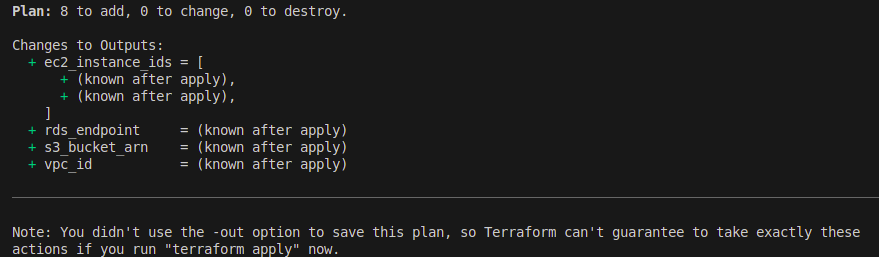 Plan: 8 to add, 0 to change, 0 to destroy.
Changes to Outputs:
+ ec2_instance_ids = [
+ (known after apply),
+ (known after apply),
]
+ rds_endpoint     = (known after apply)
+ s3_bucket_arn    = (known after apply)
+ vpc_id           = (known after apply)
Note: You didn't use the -out option to save this plan, so Terraform can't guarantee to take exactly these
actions if you run "terraform apply" now.